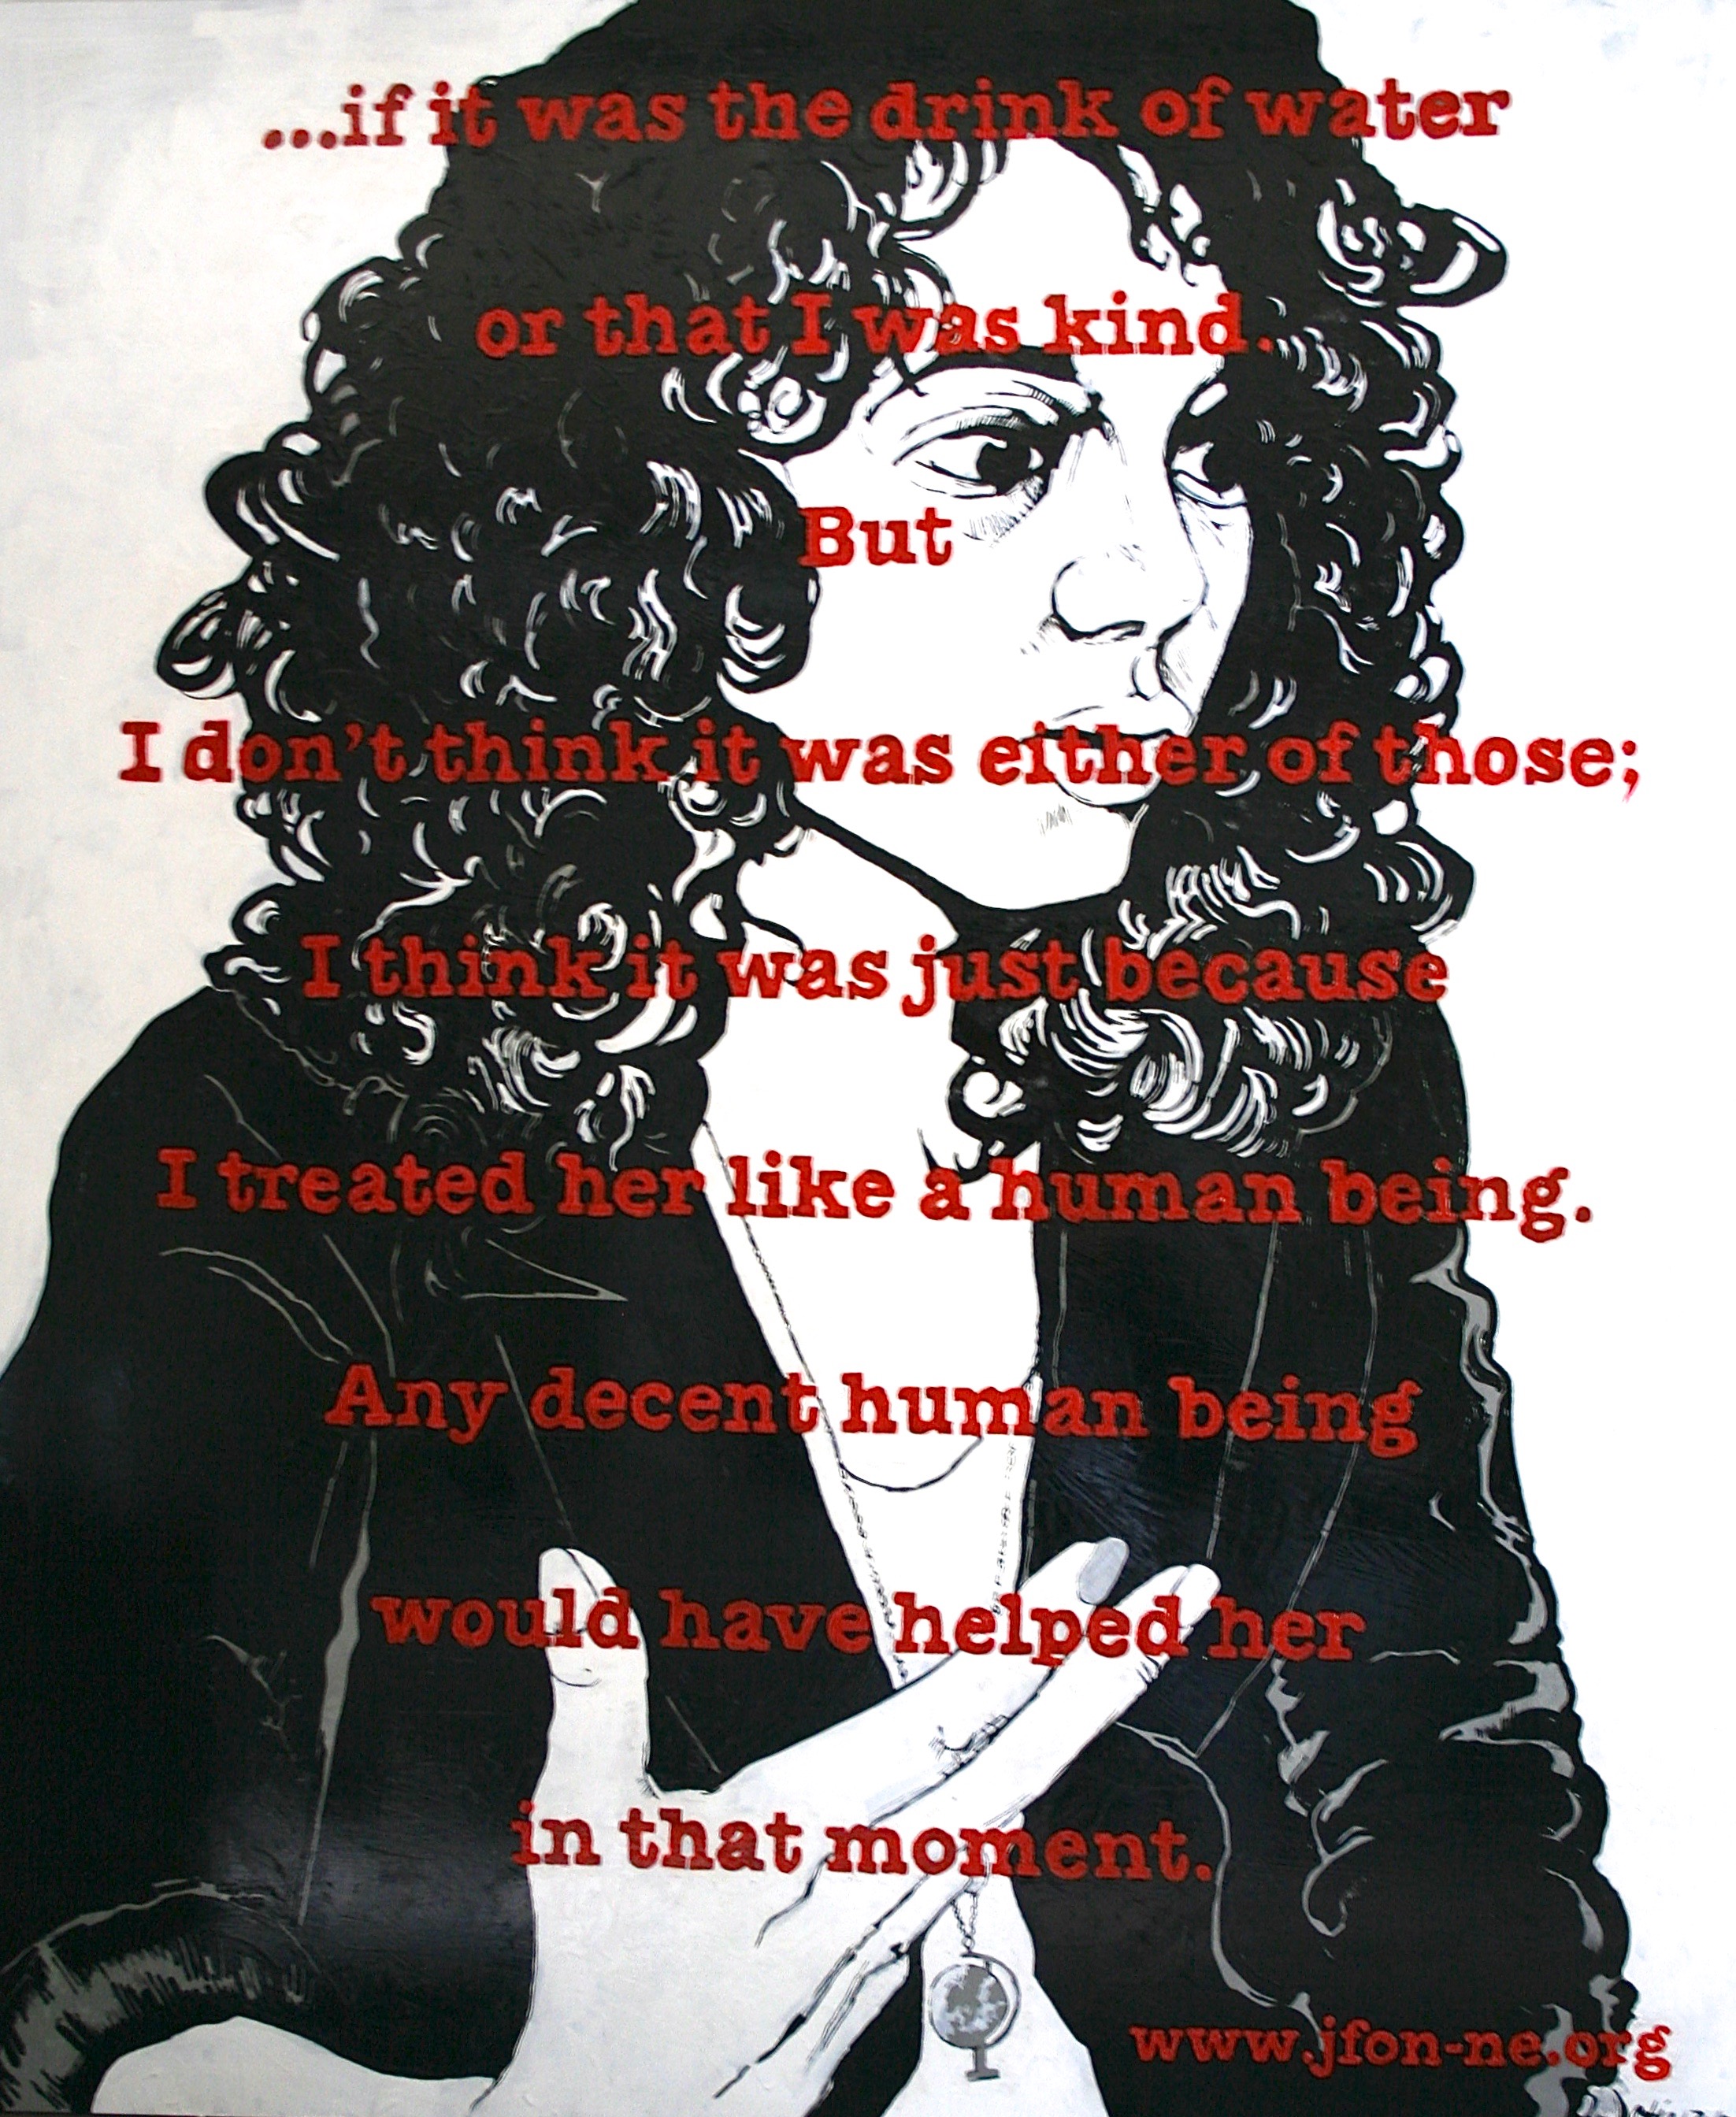 ...if it was the drink of water
or that I was kind.
But
I don't think it was either of those;
I think it was just because
I treated her like a human being.
Any decent human being
would have helped her
in that moment.
www.jfon-ne.org